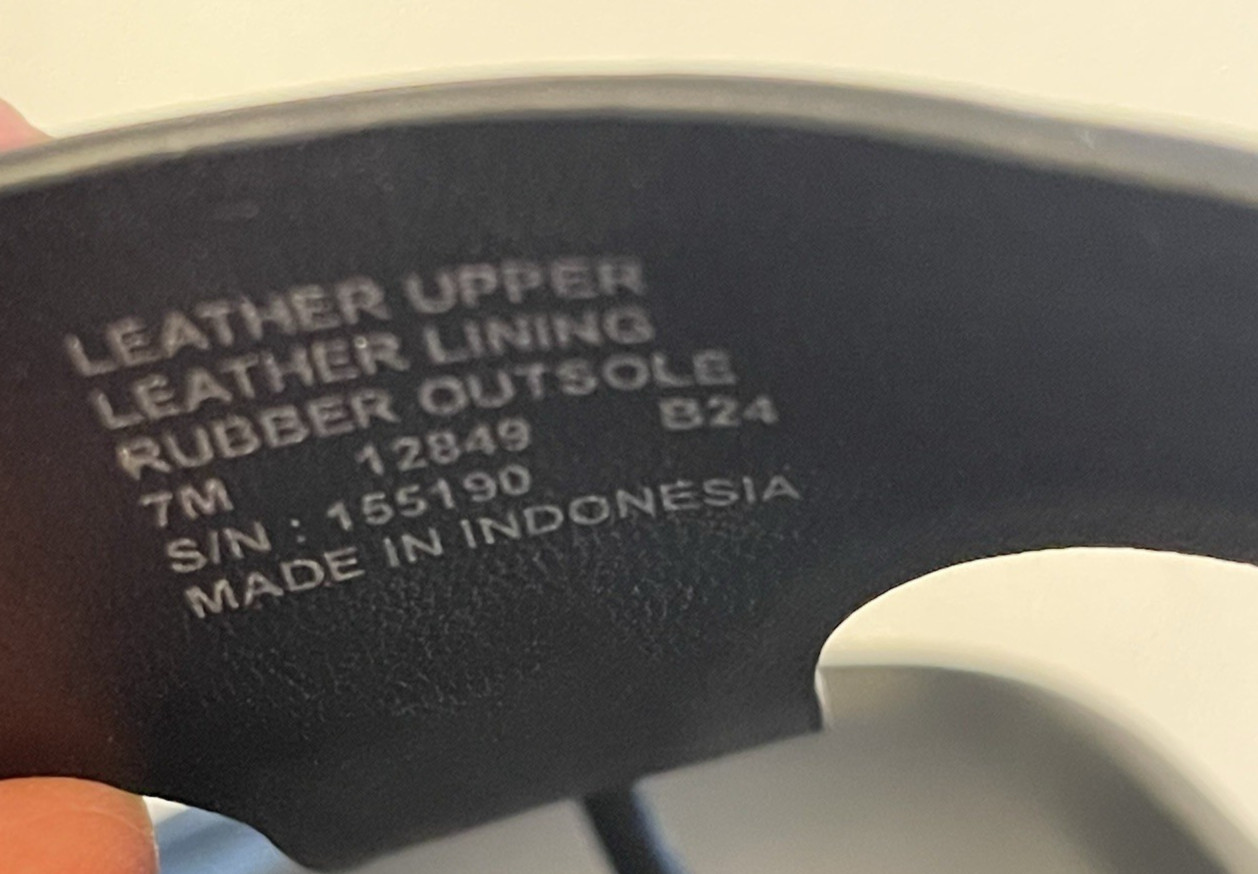 LEATHER UPPER
LEATHER LINING
RUBBER OUTSOLE
7M 12849 B24
S/N : 155190
MADE IN INDONESIA